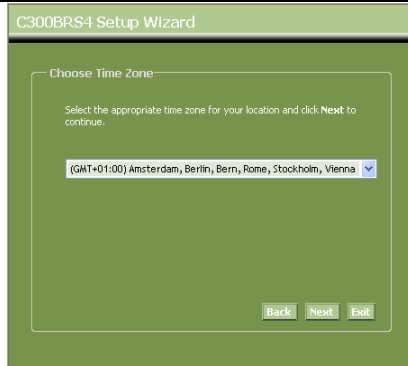 C300BRS4 Setup Wizard
Choose Time Zone
Select the appropriate time zone for your location and click Next to
continue.
(GMT+01:00) Amsterdam, Berlin, Bern, Rome, Stockholm, Vienna
Back Next Exit